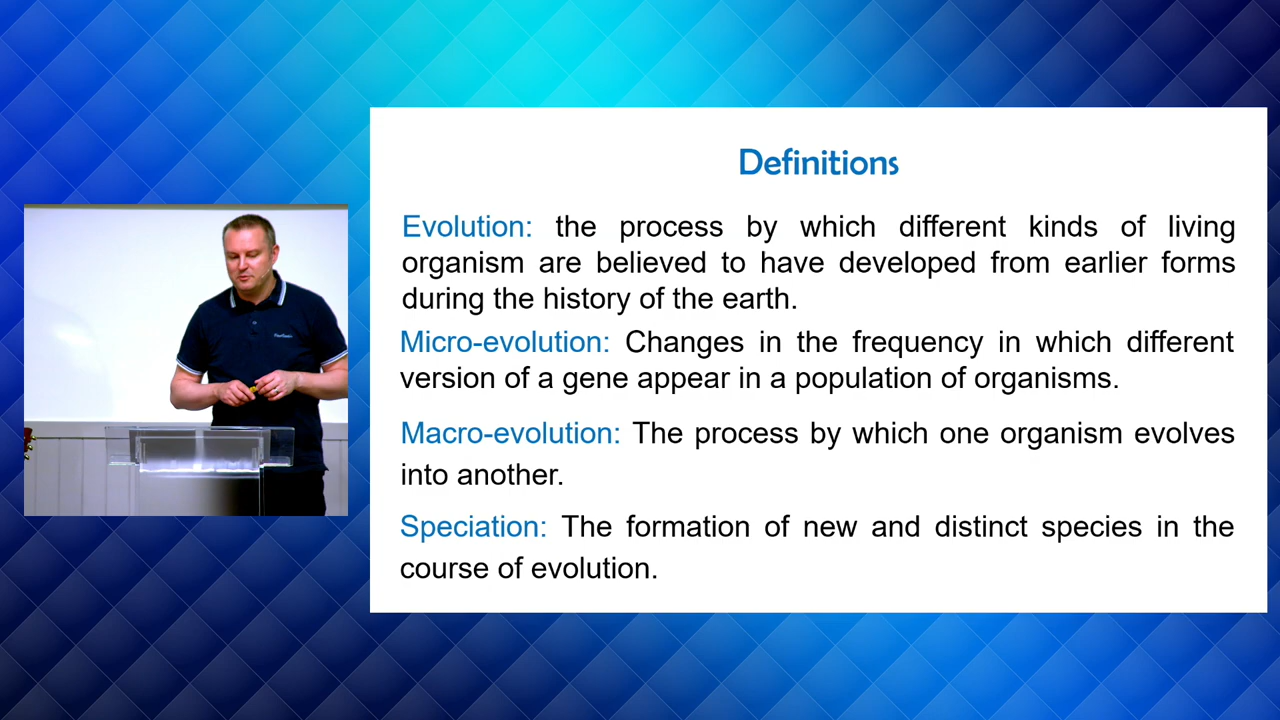 Definitions
Evolution: the process by which different kinds of living
organism are believed to have developed from earlier forms
during the history of the earth.
Micro-evolution: Changes in the frequency in which different
version of a gene appear in a population of organisms.
Macro-evolution: The process by which one organism evolves
into another.
Speciation: The formation of new and distinct species in the
course of evolution.